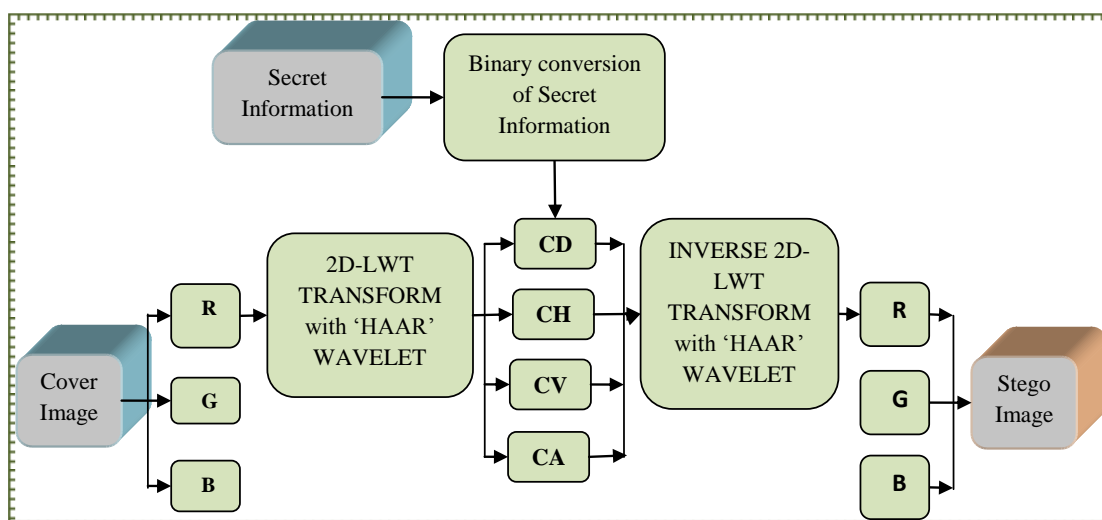 Secret
Information
Binary conversion
of Secret
Information
Cover
Image
R
G
B
2D-LWT
TRANSFORM
with ‘HAAR’
WAVELET
CD
CH
CV
CA
INVERSE 2D-
LWT
TRANSFORM
with ‘HAAR’
WAVELET
R
G
B
Stego
Image